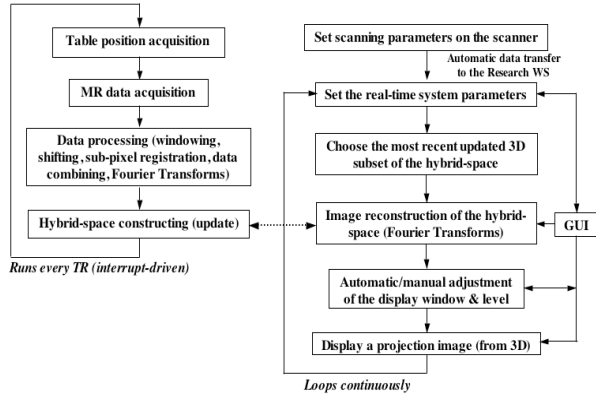 Table position acquisition
MR data acquisition
Data processing (windowing,
shifting, sub-pixel registration, data
combining, Fourier Transforms)
Hybrid-space constructing (update)
Runs every TR (interrupt-driven)
Set scanning parameters on the scanner
Automatic data transfer
to the Research WS
Set the real-time system parameters
Choose the most recent updated 3D
subset of the hybrid-space
Image reconstruction of the hybrid-
space (Fourier Transforms)
GUI
Automatic/manual adjustment
of the display window & level
Display a projection image (from 3D)
Loops continuously